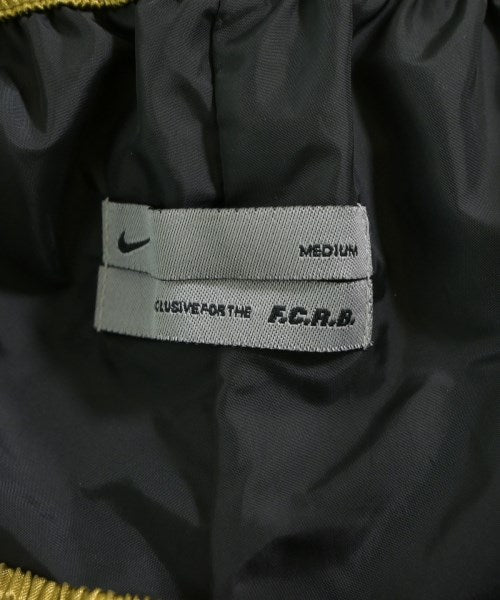 MEDIUM
CLUSIVE FOR THE F.C.R.B.